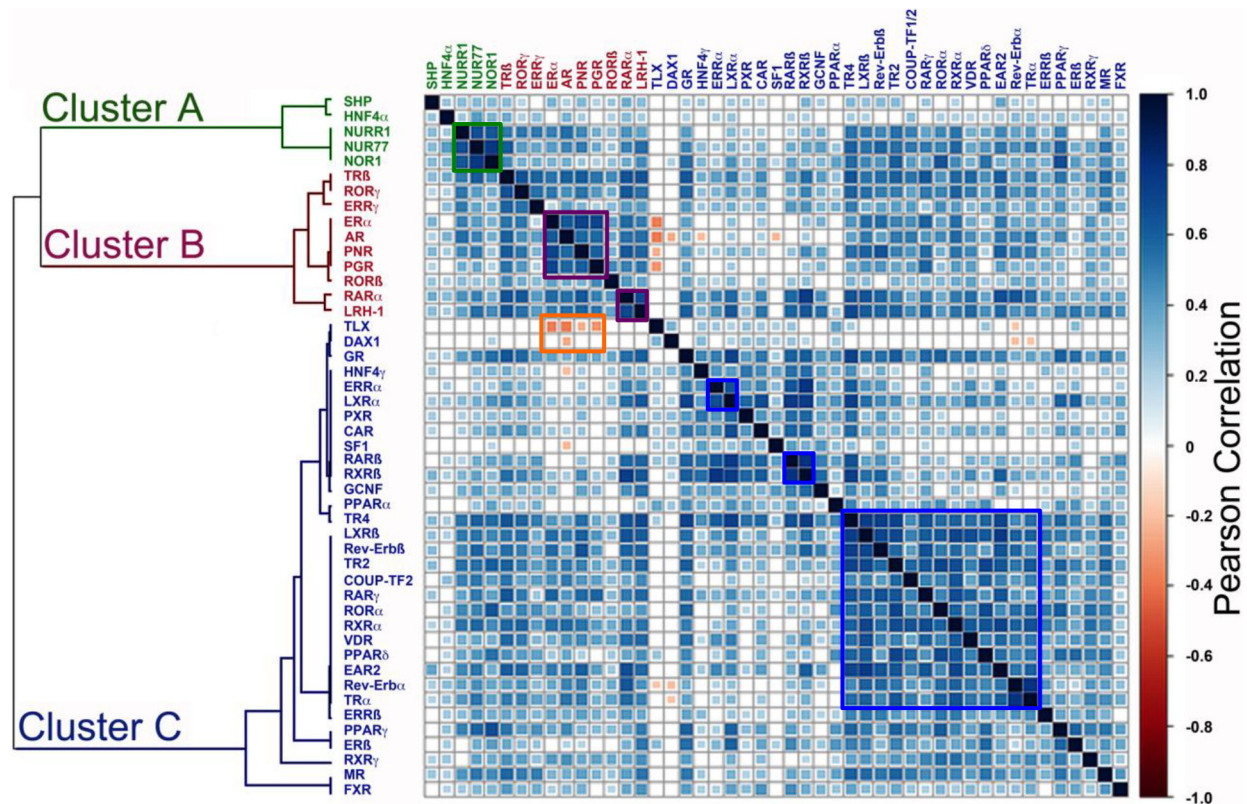 SHP
HNF4α
NURR1
NUR77
NOR1
TRß
RORγ
ERRγ
ERα
AR
PNR
PGR
RORß
RARα
LRH-1
TLX
DAX1
GR
HNF4γ
ERRα
LXRα
PXR
CAR
SF1
RARß
RXRß
GCNF
PPARα
TR4
LXRß
Rev-Erbß
TR2
COUP-TF1/2
RARγ
RORα
RXRα
VDR
PPARδ
EAR2
Rev-Erbα
TRα
ERRß
PPARγ
ERß
RXRγ
MR
FXR
Cluster A
Cluster B
Cluster C
SHP
HNF4α
NURR1
NUR77
NOR1
TRß
RORγ
ERRγ
ERα
AR
PNR
PGR
RORß
RARα
LRH-1
TLX
DAX1
GR
HNF4γ
ERRα
LXRα
PXR
CAR
SF1
RARß
RXRß
GCNF
PPARα
TR4
LXRß
Rev-Erbß
TR2
COUP-TF2
RARγ
RORα
RXRα
VDR
PPARδ
EAR2
Rev-Erbα
TRα
ERRß
PPARγ
ERß
RXRγ
MR
FXR
1.0
0.8
0.6
0.4
0.2
0
-0.2
-0.4
-0.6
-0.8
-1.0
Pearson Correlation